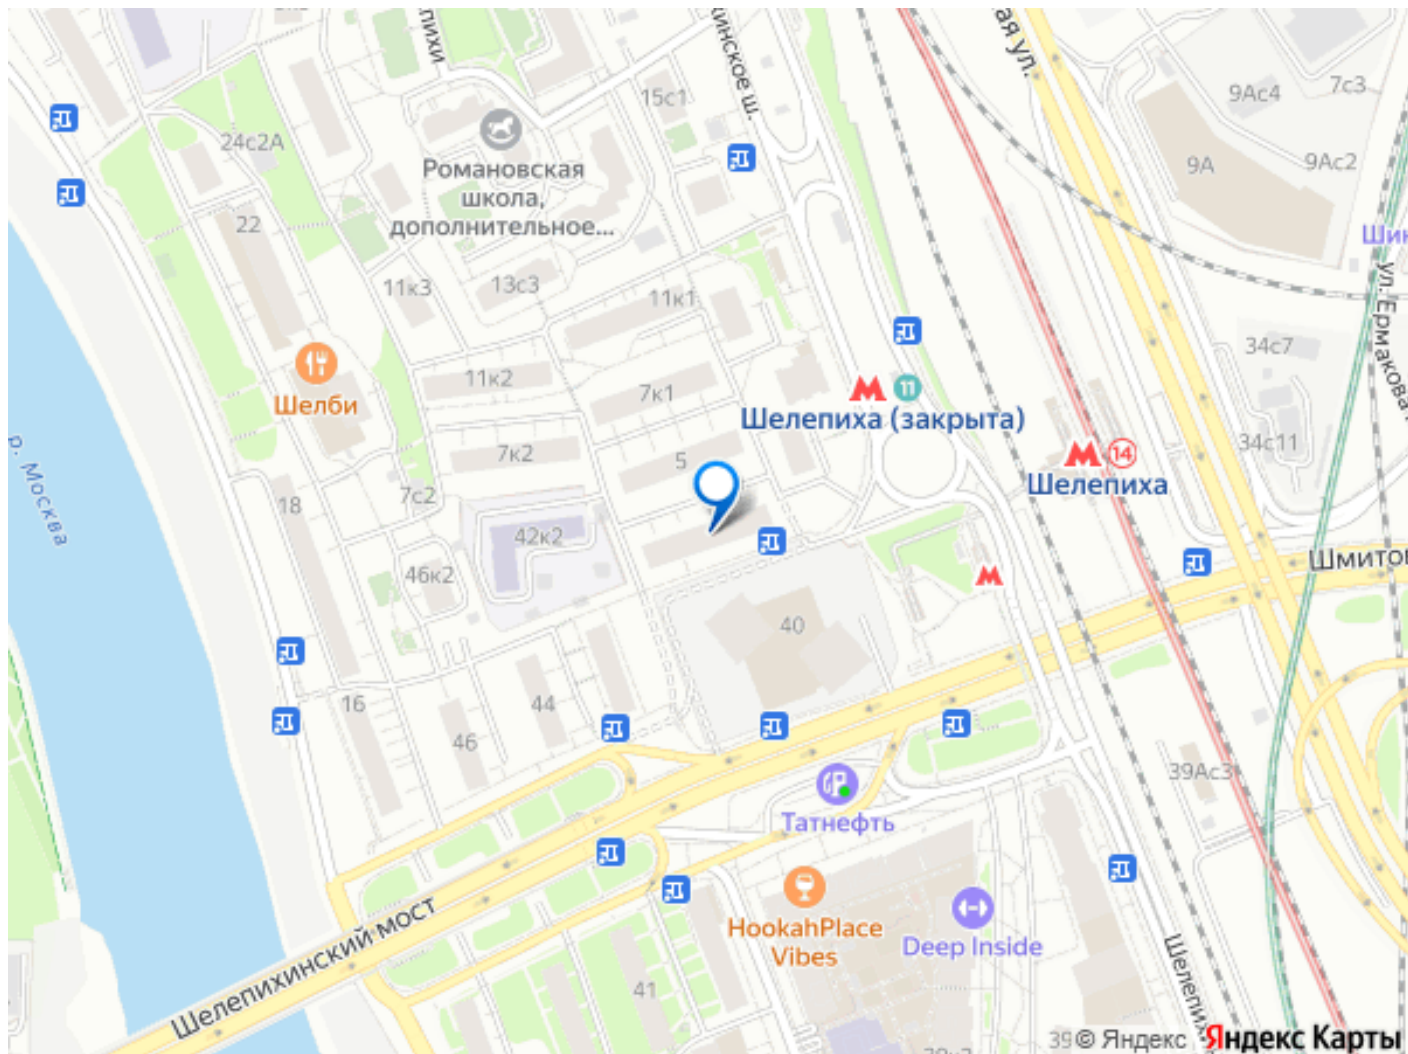 15с1
24с2А
Романовская
школа,
дополнительное...
22
11к3
13с3
11к1
11к2
7к1
Шелби
7к2
5
7с2
18
42к2
46к2
40
16
44
46
р. Москва
Шелепиха (закрыта)
11
14
Шелепиха
9Ас4
7с3
9А
9Ас2
ул. Ермакова
34с7
34с11
ая ул.
Шелепихинский мост
Татнефть
HookahPlace
Vibes
Deep Inside
39Ас3
41
© Яндекс
Яндекс Карты